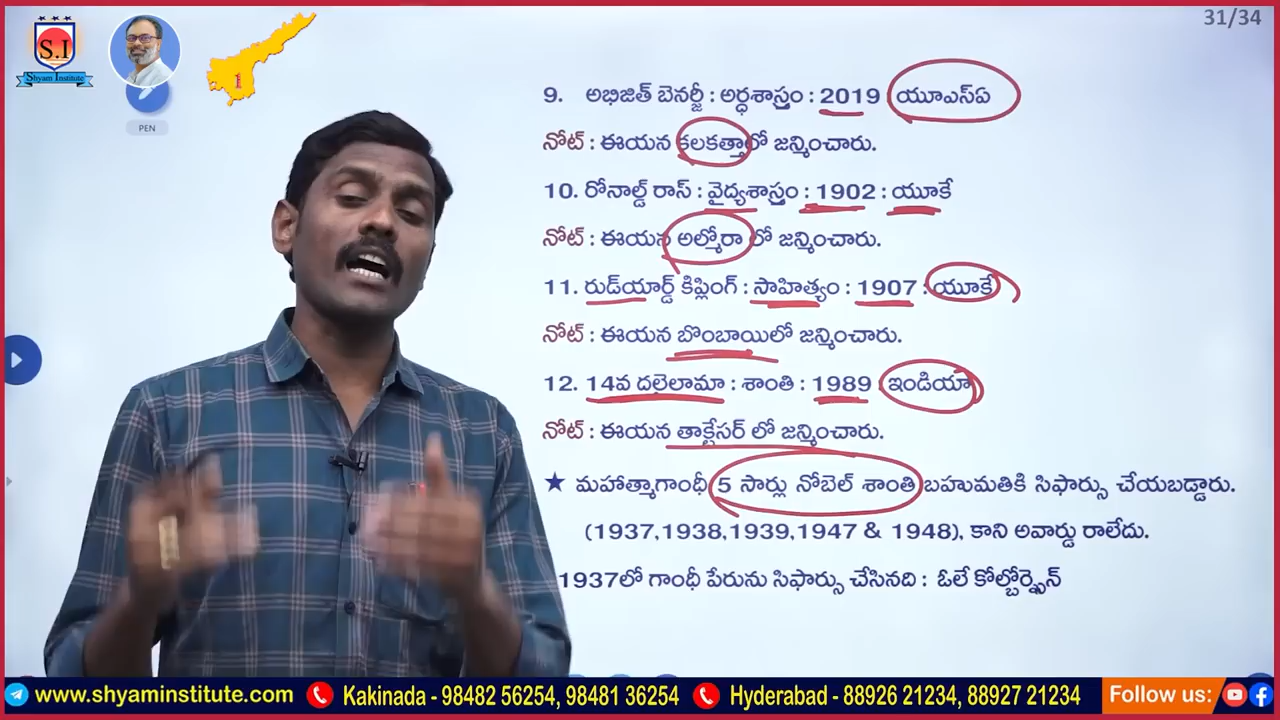 31/34
S.I
Shyam Institute
1
PEN
9. అభిజిత్ బెనర్జీ : అర్ధశాస్త్రం : 2019 : యూఎస్ఏ
నోట్ : ఈయన కలకత్తాలో జన్మించారు.
10. రోనాల్డ్ రాస్ : వైద్యశాస్త్రం : 1902 : యూకే
నోట్ : ఈయన అల్మోరా లో జన్మించారు.
11. రుడ్‌యార్డ్ కిప్లింగ్ : సాహిత్యం : 1907 : యూకే
నోట్ : ఈయన బొంబాయిలో జన్మించారు.
12. 14వ దలైలామా : శాంతి : 1989 : ఇండియా
నోట్ : ఈయన తాక్టేసర్ లో జన్మించారు.
★ మహాత్మాగాంధీ 5 సార్లు నోబెల్ శాంతి బహుమతికి సిఫార్సు చేయబడ్డారు.
(1937,1938,1939,1947 & 1948), కాని అవార్డు రాలేదు.
1937లో గాంధీ పేరును సిఫార్సు చేసినది : ఓలే కోల్బోర్న్సెన్
www.shyaminstitute.com Kakinada - 98482 56254, 98481 36254 Hyderabad - 88926 21234, 88927 21234 Follow us: